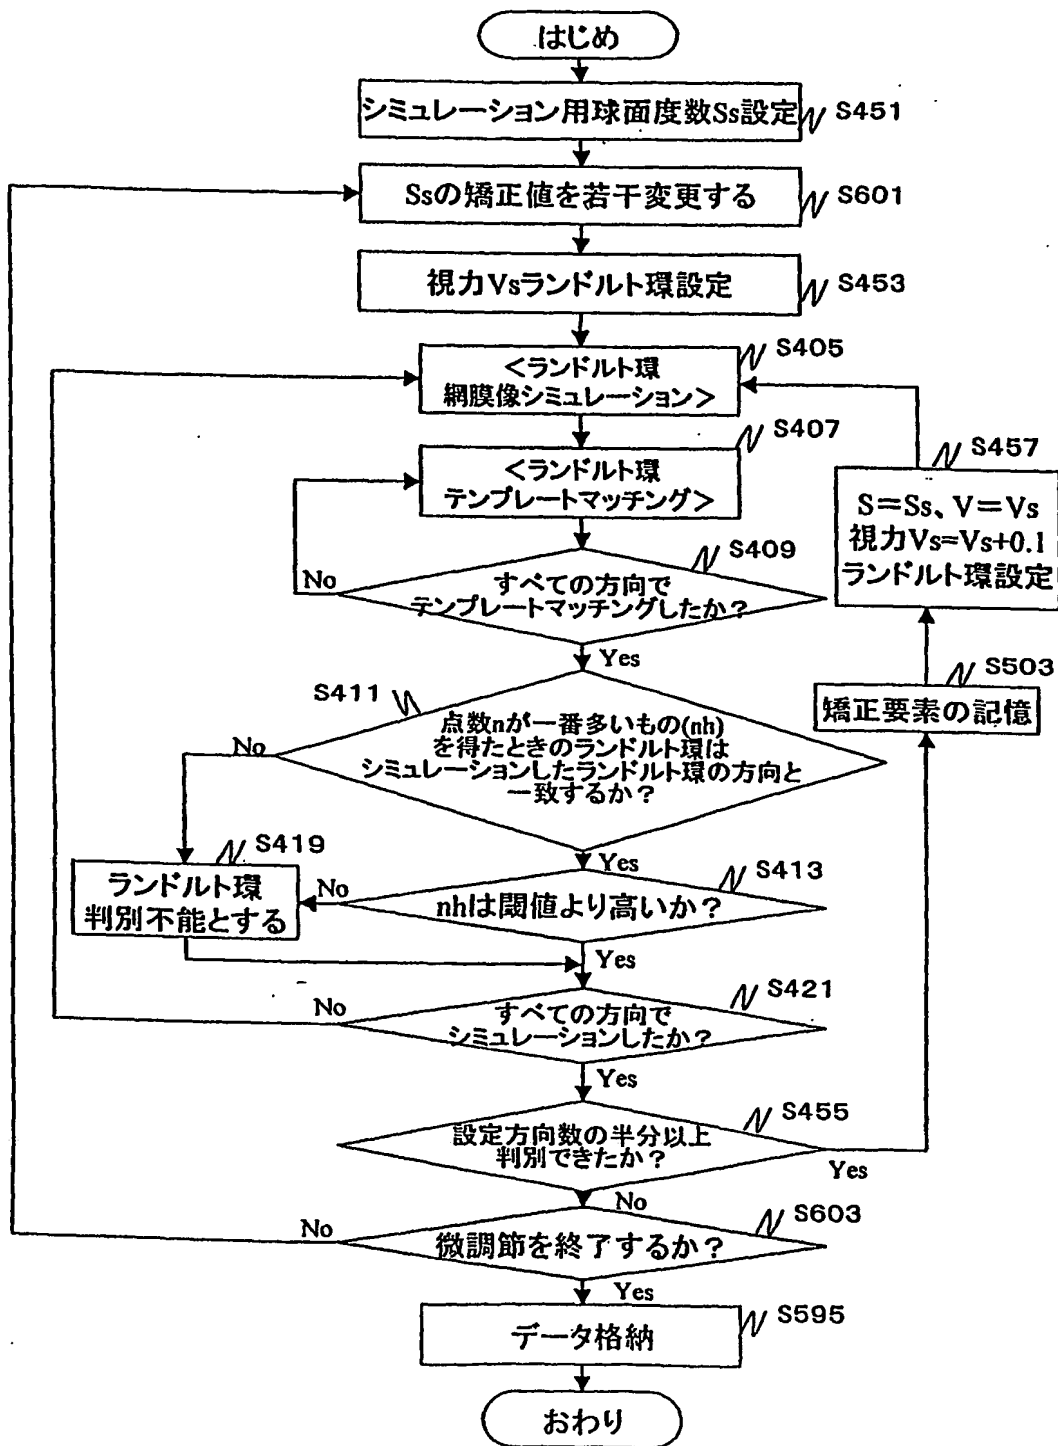 はじめ
シミュレーション用球面度数Ss設定
S451
Ssの矯正値を若干変更する
S601
視力Vsランドルト環設定
S453
S405
<ランドルト環
網膜像シミュレーション>
S407
<ランドルト環
テンプレートマッチング>
S457
S=Ss、V=Vs
視力Vs=Vs+0.1
ランドルト環設定
S409
No
すべての方向で
テンプレートマッチングしたか?
Yes
S503
矯正要素の記憶
S411
No
点数nが一番多いもの(nh)
を得たときのランドルト環は
シミュレーションしたランドルト環の方向と
一致するか?
Yes
S419
ランドルト環
判別不能とする
S413
No
nhは閾値より高いか?
Yes
S421
No
すべての方向で
シミュレーションしたか?
Yes
S455
設定方向数の半分以上
判別できたか?
Yes
No
S603
No
微調節を終了するか?
Yes
データ格納
S595
おわり